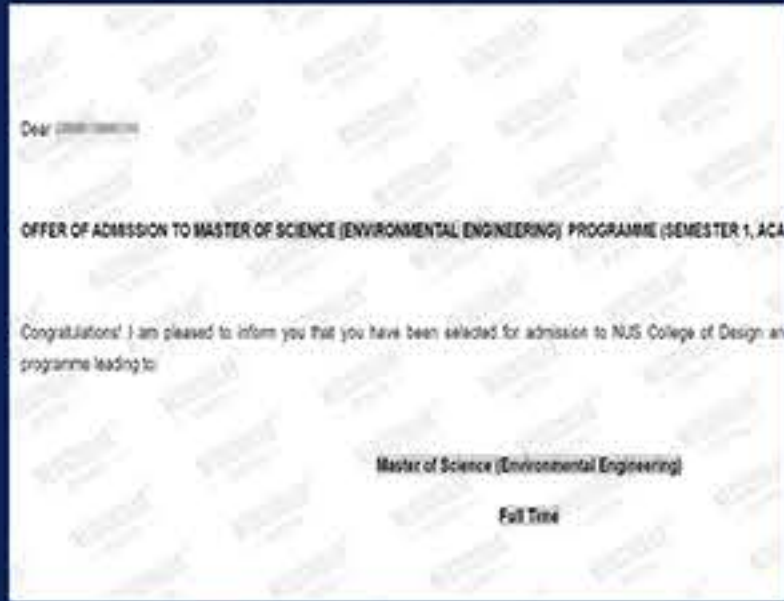 Dear
OFFER OF ADMISSION TO MASTER OF SCIENCE (ENVIRONMENTAL ENGINEERING) PROGRAMME (SEMESTER 1, ACA
Congratulations! I am pleased to inform you that you have been selected for admission to NUS College of Design an
programme leading to:
Master of Science (Environmental Engineering)
Full Time